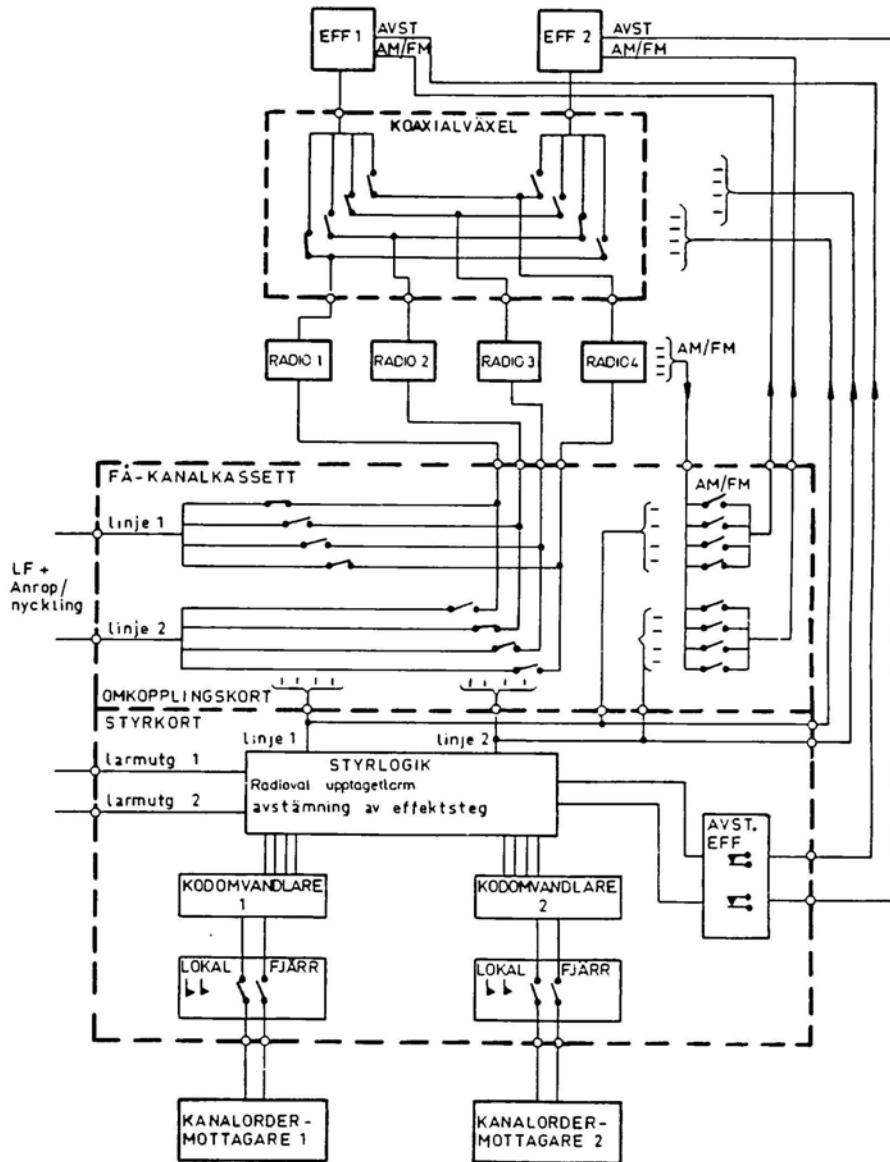 EFF 1
AVST
AM/FM
EFF 2
AVST
AM/FM
KOAXIALVÄXEL
RADIO 1
RADIO 2
RADIO 3
RADIO 4
AM/FM
FÅ-KANALKASSETT
AM/FM
linje 1
LF +
Anrop/
nyckling
linje 2
OMKOPPLINGSKORT
STYRKORT
linje 1
linje 2
larmutg 1
larmutg 2
STYRLOGIK
Radioval upptagetlarm
avstämning av effektsteg
AVST.
EFF
KODOMVANDLARE
1
KODOMVANDLARE
2
LOKAL
FJÄRR
LOKAL
FJÄRR
KANALORDER-
MOTTAGARE 1
KANALORDER-
MOTTAGARE 2